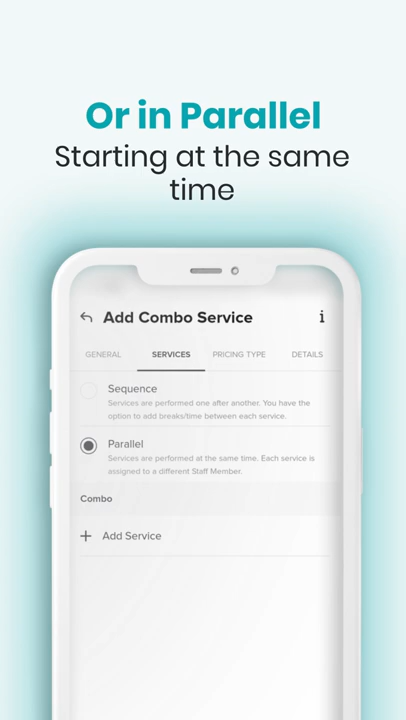 Or in Parallel
Starting at the same
time
Add Combo Service i
GENERAL SERVICES PRICING TYPE DETAILS
Sequence
Services are performed one after another. You have the
option to add breaks/time between each service.
Parallel
Services are performed at the same time. Each service is
assigned to a different Staff Member.
Combo
+ Add Service